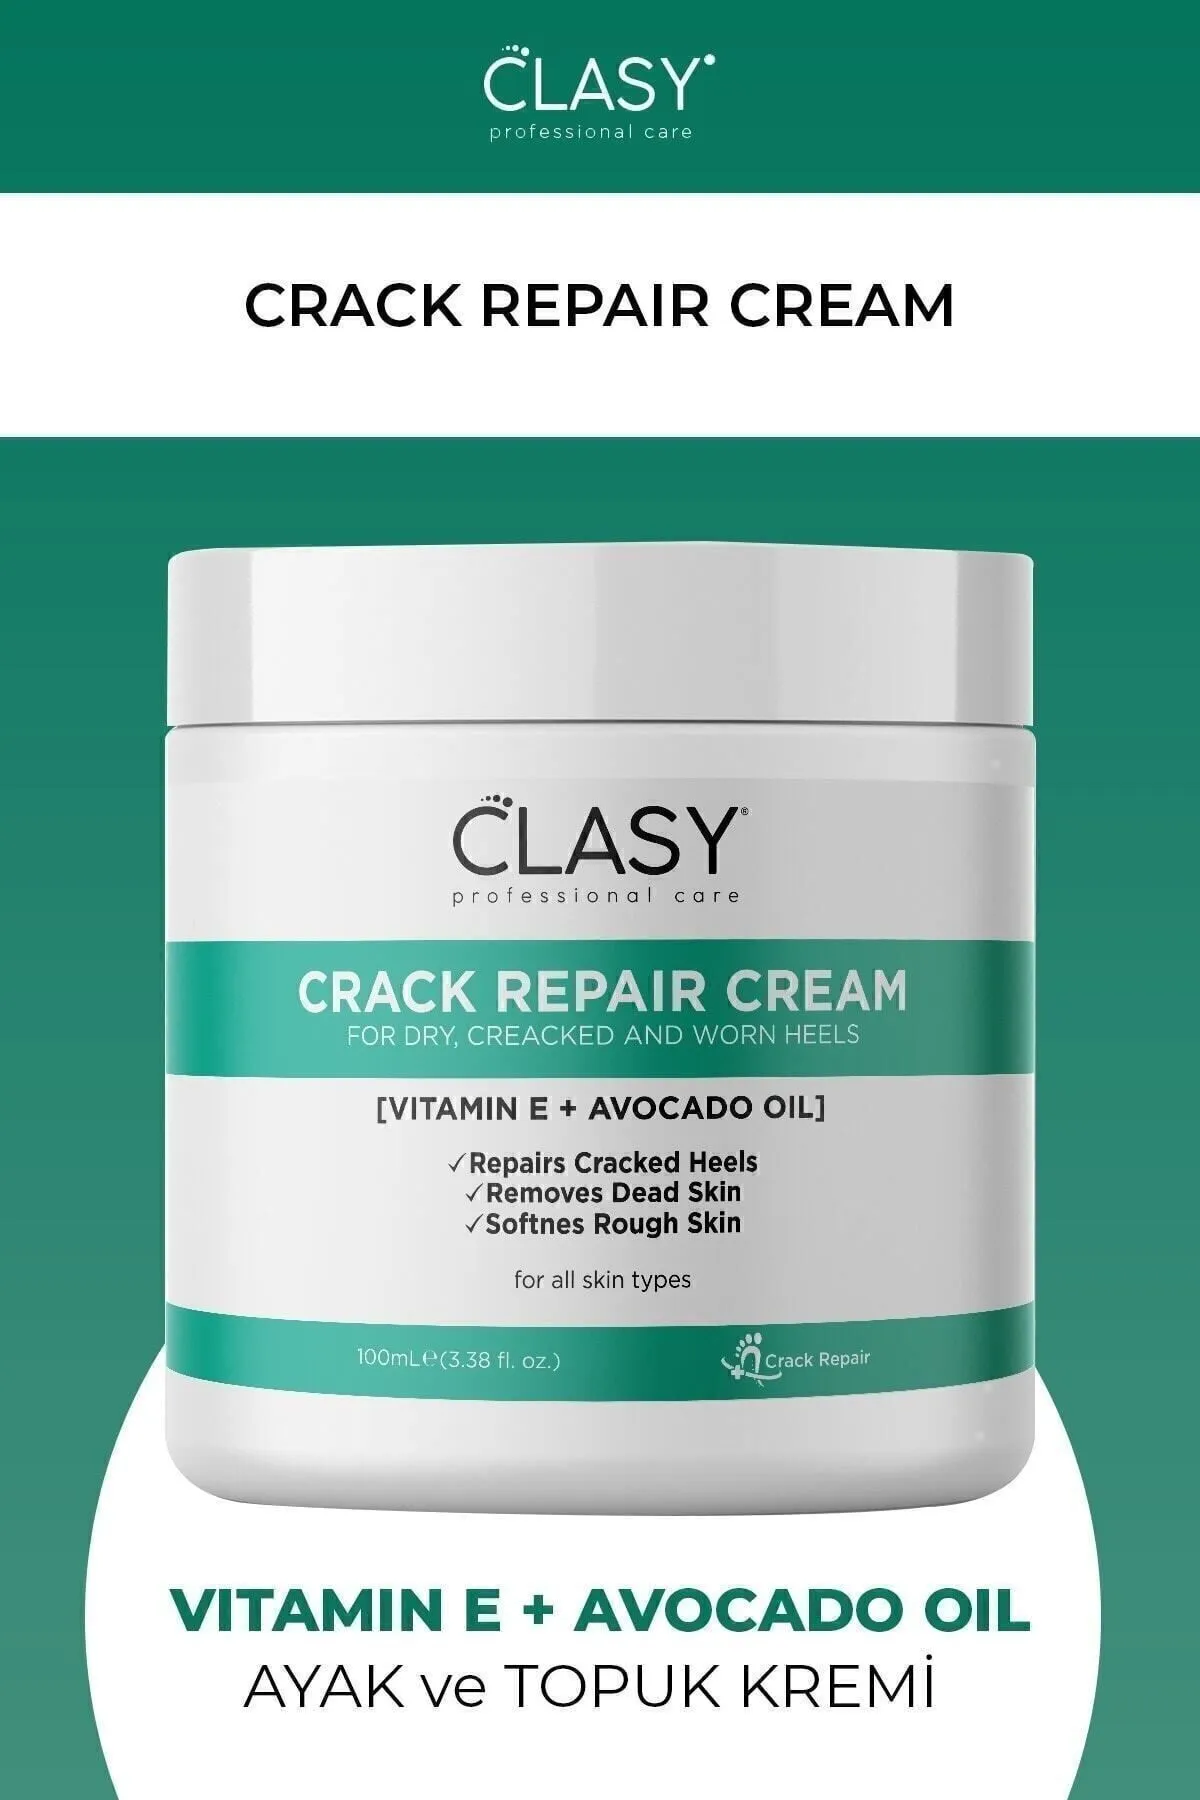 CLASY
professional care
CRACK REPAIR CREAM
CLASY®
professional care
CRACK REPAIR CREAM
FOR DRY, CREACKED AND WORN HEELS
[VITAMIN E + AVOCADO OIL]
✓Repairs Cracked Heels
✓Removes Dead Skin
✓Softnes Rough Skin
for all skin types
100mL℮(3.38 fl. oz.)
Crack Repair
VITAMIN E + AVOCADO OIL
AYAK ve TOPUK KREMİ